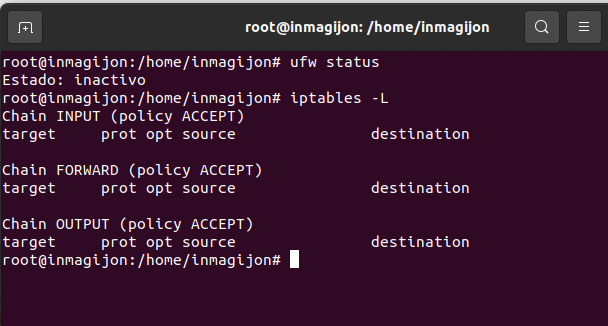 root@inmagijon: /home/inmagijon
root@inmagijon:/home/inmagijon# ufw status
Estado: inactivo
root@inmagijon:/home/inmagijon# iptables -L
Chain INPUT (policy ACCEPT)
target     prot opt source               destination
Chain FORWARD (policy ACCEPT)
target     prot opt source               destination
Chain OUTPUT (policy ACCEPT)
target     prot opt source               destination
root@inmagijon:/home/inmagijon#